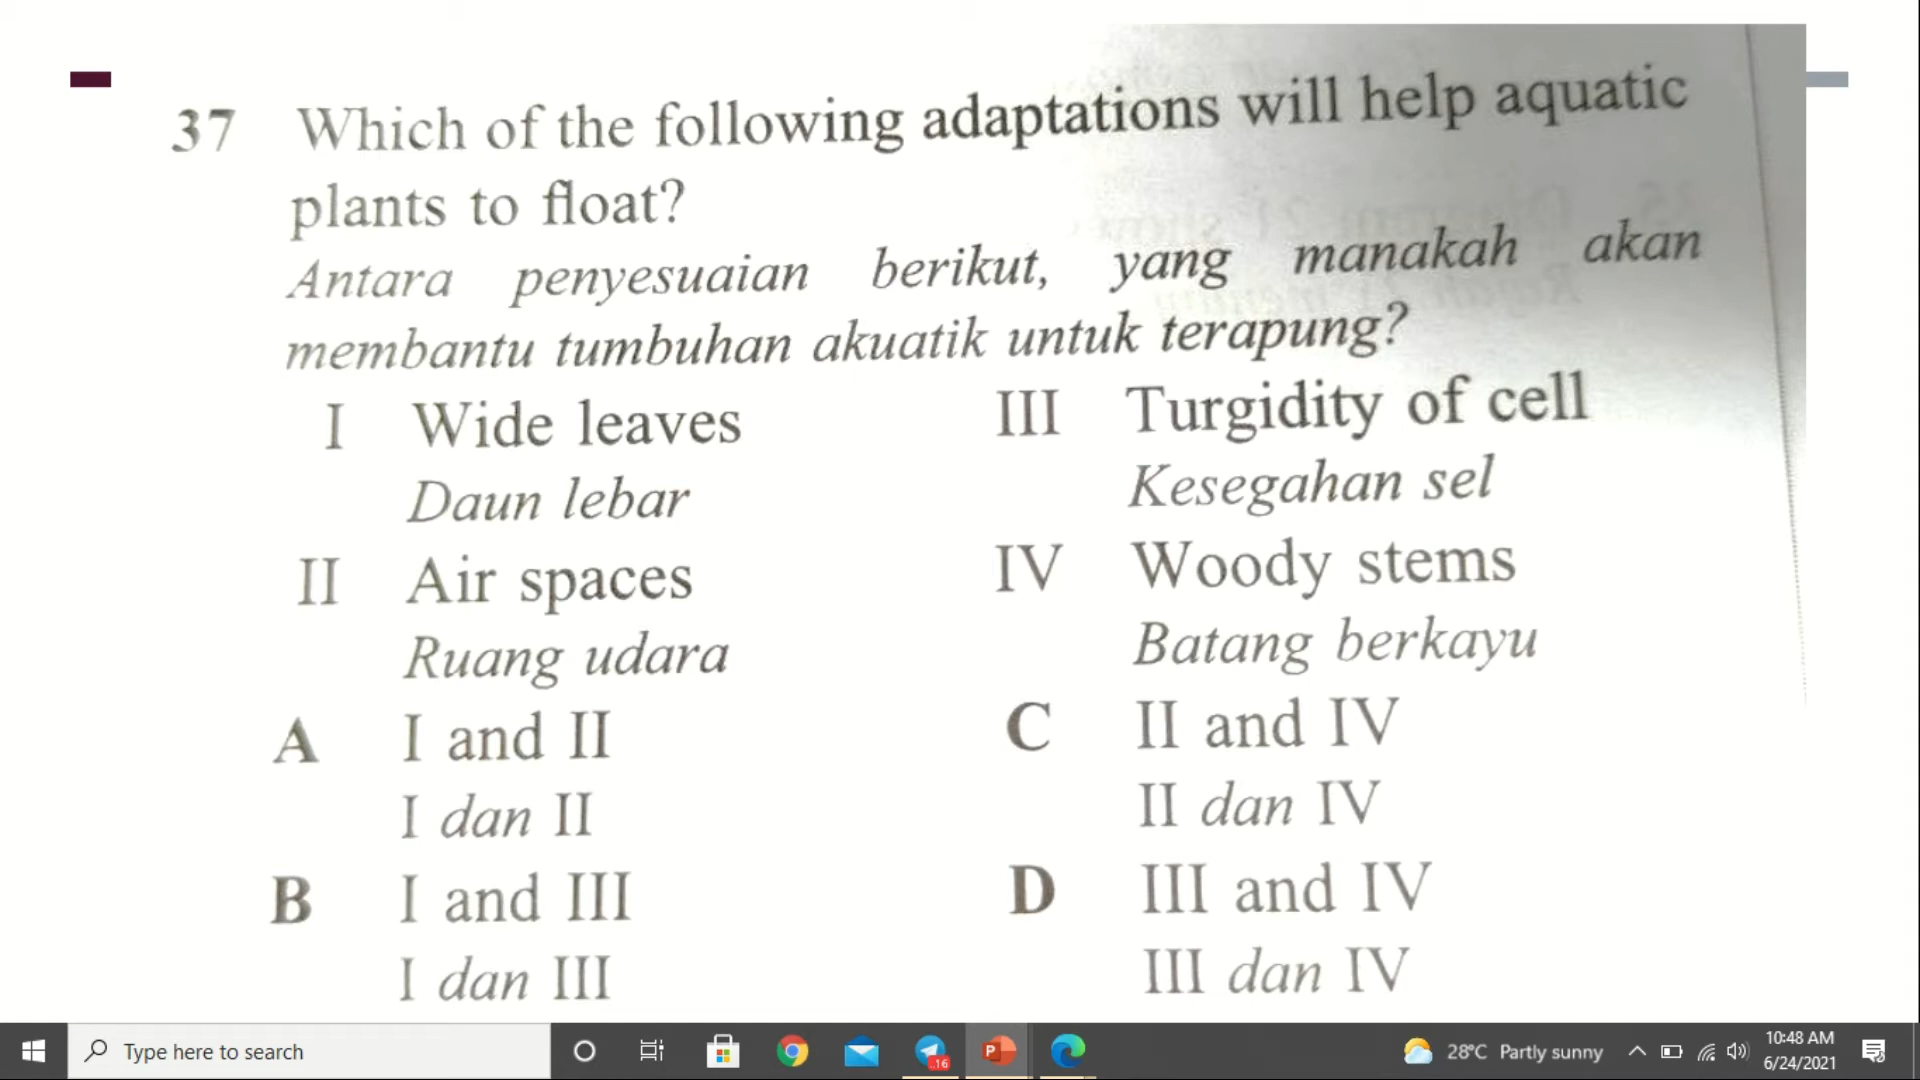 37 Which of the following adaptations will help aquatic
plants to float?
Antara penyesuaian berikut, yang manakah akan
membantu tumbuhan akuatik untuk terapung?
I Wide leaves
Daun lebar
II Air spaces
Ruang udara
III Turgidity of cell
Kesegahan sel
IV Woody stems
Batang berkayu
A I and II
I dan II
B I and III
I dan III
C II and IV
II dan IV
D III and IV
III dan IV
Type here to search
16
28°C Partly sunny
10:48 AM
6/24/2021